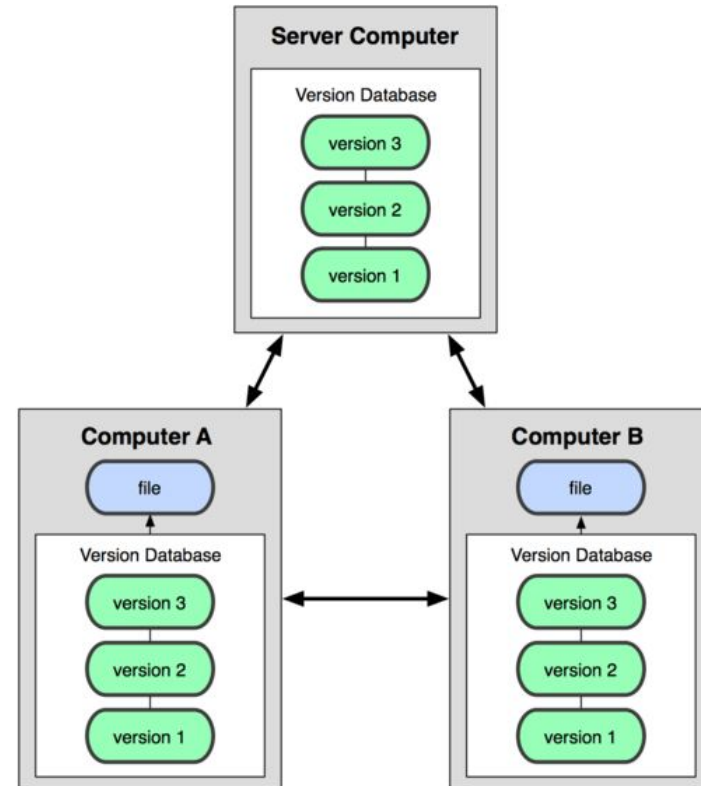 Server Computer
Version Database
version 3
version 2
version 1
Computer A
file
Version Database
version 3
version 2
version 1
Computer B
file
Version Database
version 3
version 2
version 1